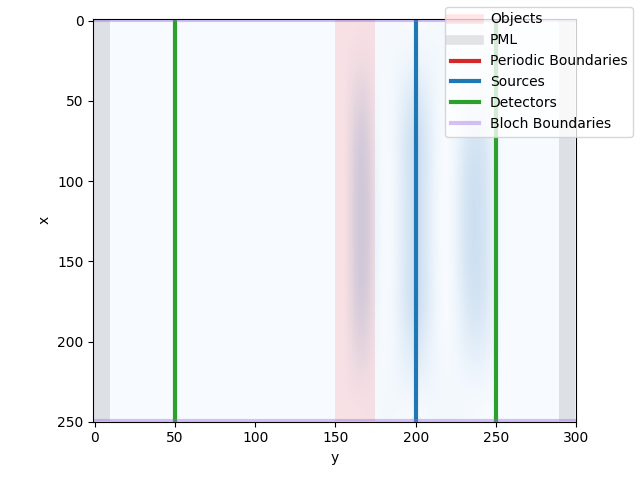 Objects
PML
Periodic Boundaries
Sources
Detectors
Bloch Boundaries
0
50
100
150
200
250
x
0 50 100 150 200 250 300
y